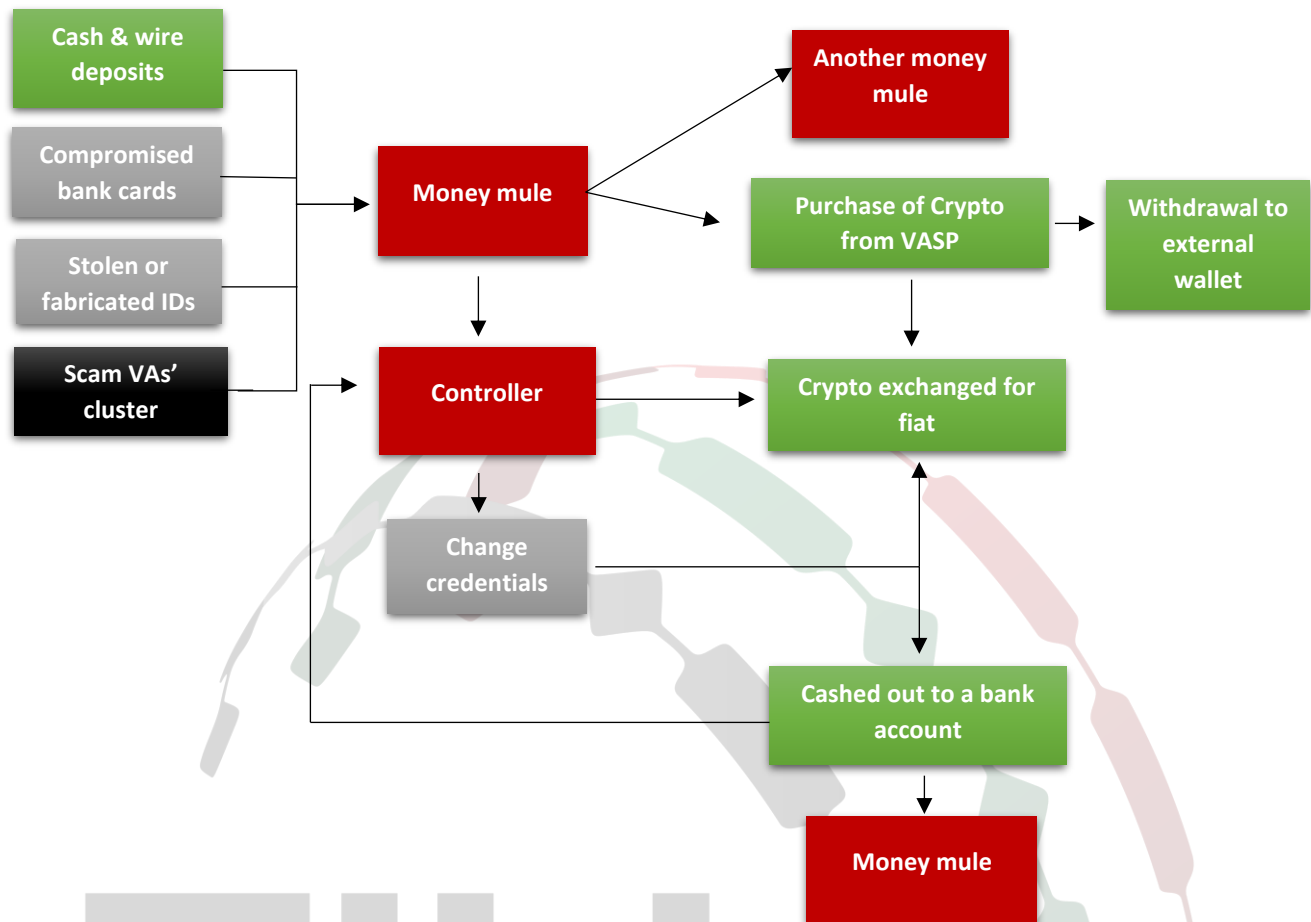 Cash & wire
deposits
Compromised
bank cards
Stolen or
fabricated IDs
Scam VAs’
cluster
Money mule
Another money
mule
Purchase of Crypto
from VASP
Withdrawal to
external
wallet
Controller
Crypto exchanged for
fiat
Change
credentials
Cashed out to a bank
account
Money mule